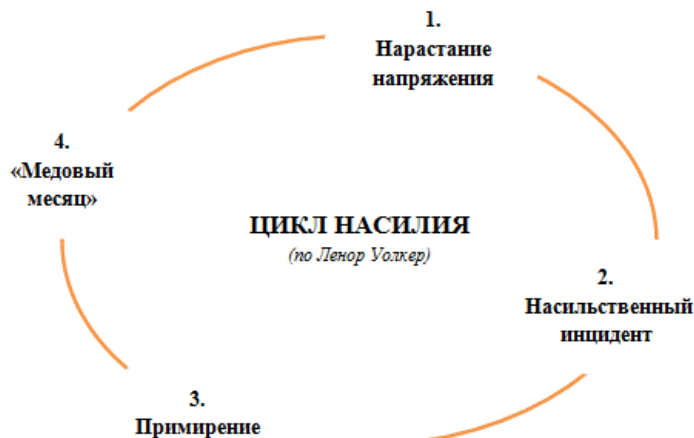 1.
Нарастание
напряжения
4.
«Медовый
месяц»
ЦИКЛ НАСИЛИЯ
(по Ленор Уолкер)
2.
Насильственный
инцидент
3.
Примирение